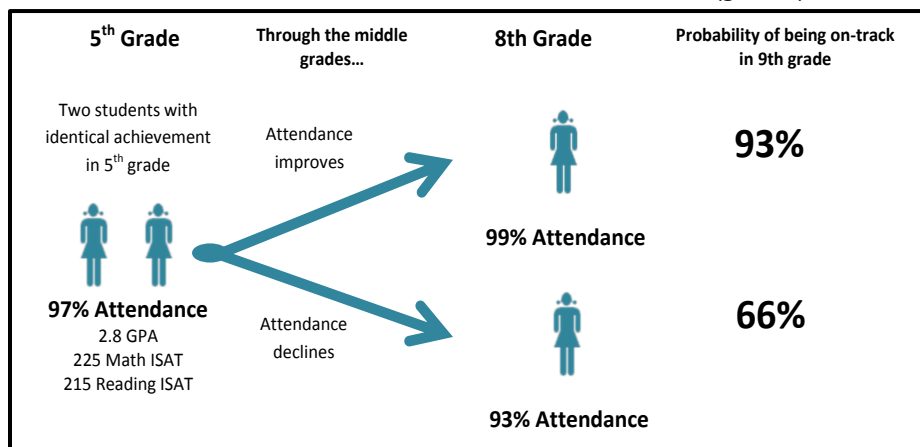 5th Grade
Through the middle
grades...
8th Grade
Probability of being on-track
in 9th grade
Two students with
identical achievement
in 5th grade
Attendance
improves
93%
99% Attendance
97% Attendance
2.8 GPA
225 Math ISAT
215 Reading ISAT
Attendance
declines
66%
93% Attendance